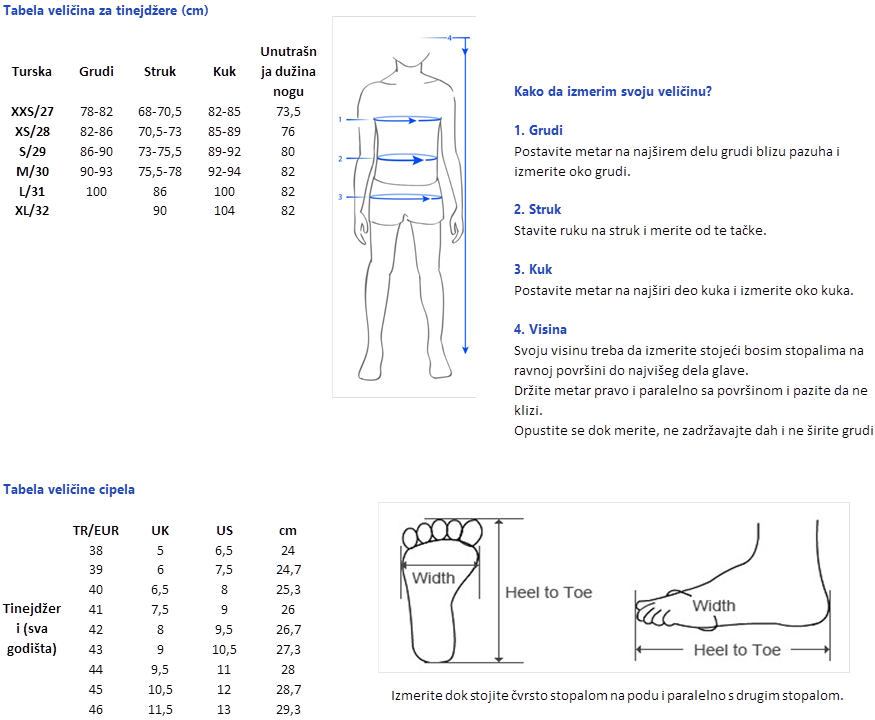 Tabela veličina za tinejdžere (cm)
Turska Grudi Struk Kuk Unutrašn
ja dužina
nogu
XXS/27 78-82 68-70,5 82-85 73,5
XS/28 82-86 70,5-73 85-89 76
S/29 86-90 73-75,5 89-92 80
M/30 90-93 75,5-78 92-94 82
L/31 100 86 100 82
XL/32 90 104 82
4
1
2
3
Kako da izmerim svoju veličinu?
1. Grudi
Postavite metar na najširem delu grudi blizu pazuha i
izmerite oko grudi.
2. Struk
Stavite ruku na struk i merite od te tačke.
3. Kuk
Postavite metar na najširi deo kuka i izmerite oko kuka.
4. Visina
Svoju visinu treba da izmerite stojeći bosim stopalima na
ravnoj površini do najvišeg dela glave.
Držite metar pravo i paralelno sa površinom i pazite da ne
klizi.
Opustite se dok merite, ne zadržavajte dah i ne širite grudi
Tabela veličine cipela
TR/EUR UK US cm
38 5 6,5 24
39 6 7,5 24,7
40 6,5 8 25,3
Tinejdžer
i (sva
godišta)
41 7,5 9 26
42 8 9,5 26,7
43 9 10,5 27,3
44 9,5 11 28
45 10,5 12 28,7
46 11,5 13 29,3
Width
Heel to Toe
Width
Heel to Toe
Izmerite dok stojite čvrsto stopalom na podu i paralelno s drugim stopalom.